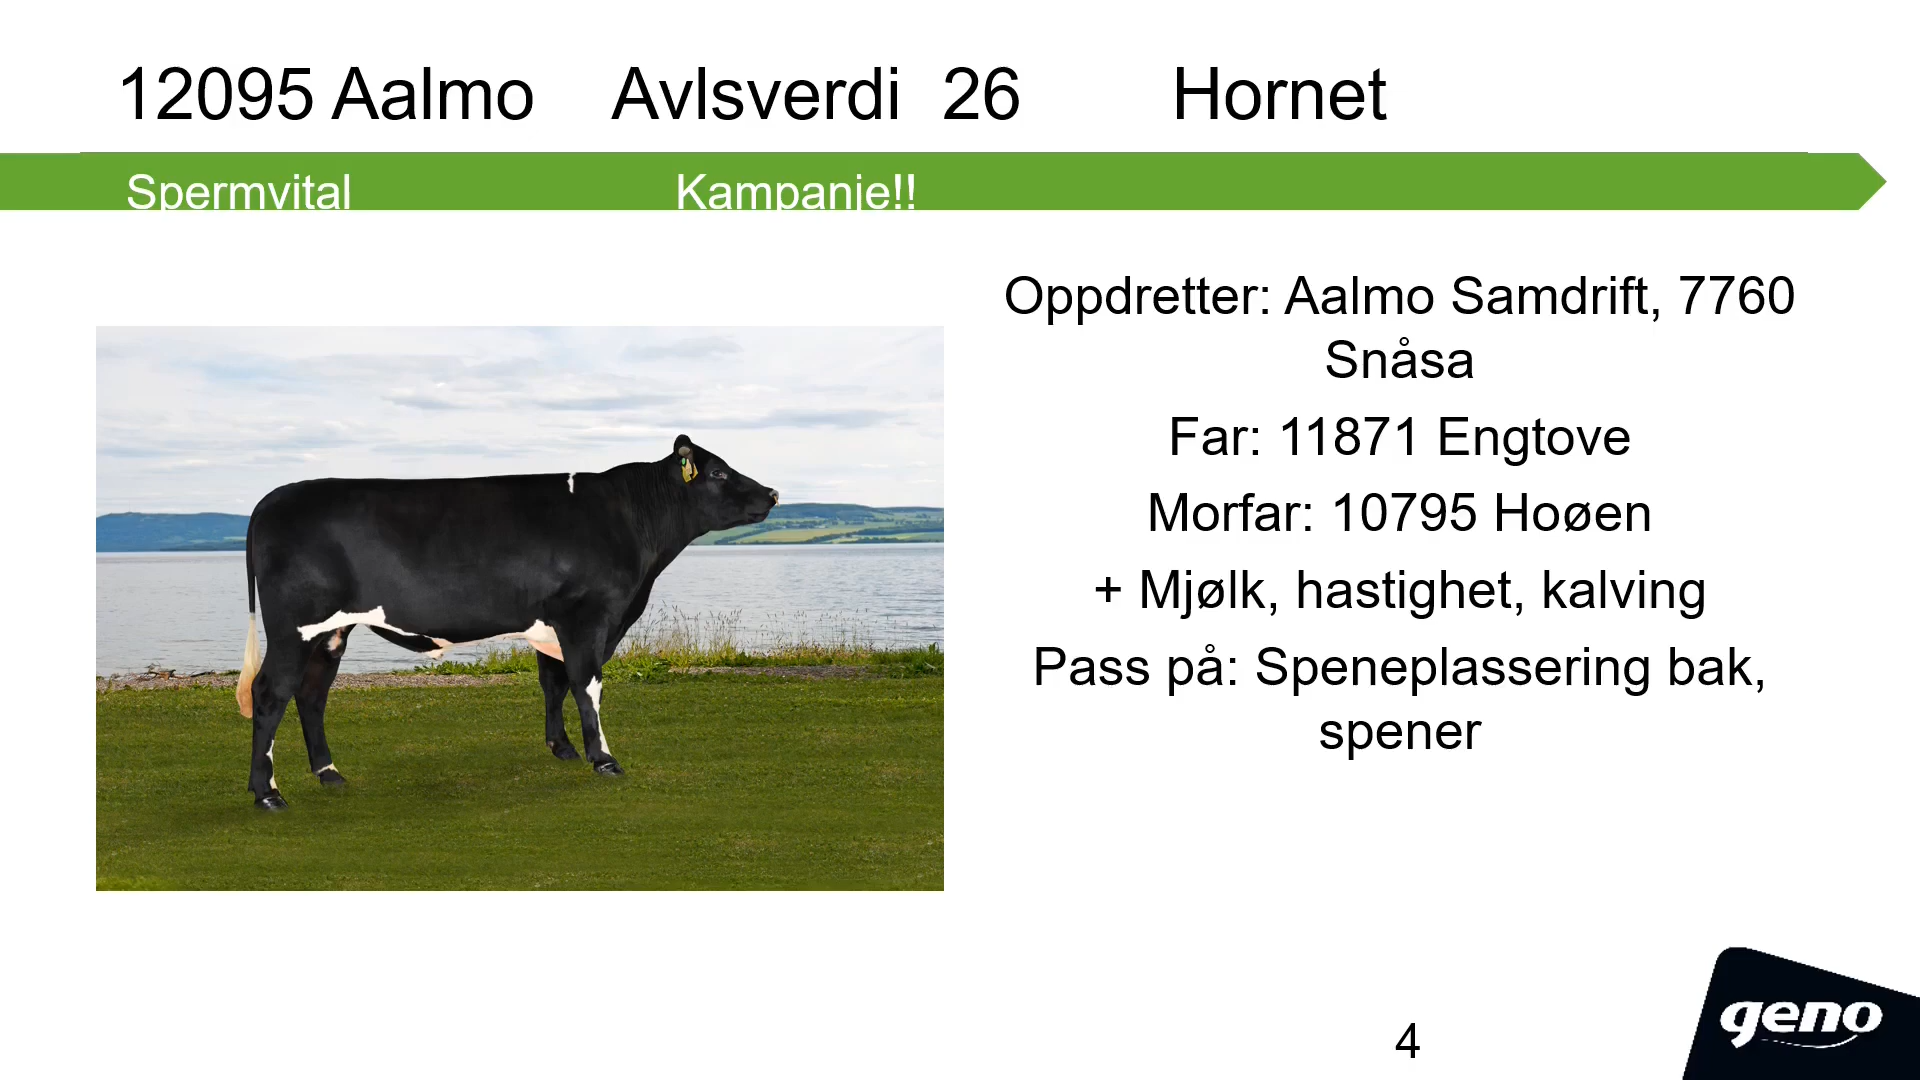 12095 Aalmo Avlsverdi 26 Hornet
Spermvital Kampanje!!
Oppdretter: Aalmo Samdrift, 7760
Snåsa
Far: 11871 Engtove
Morfar: 10795 Hoøen
+ Mjølk, hastighet, kalving
Pass på: Speneplassering bak,
spener
4
geno